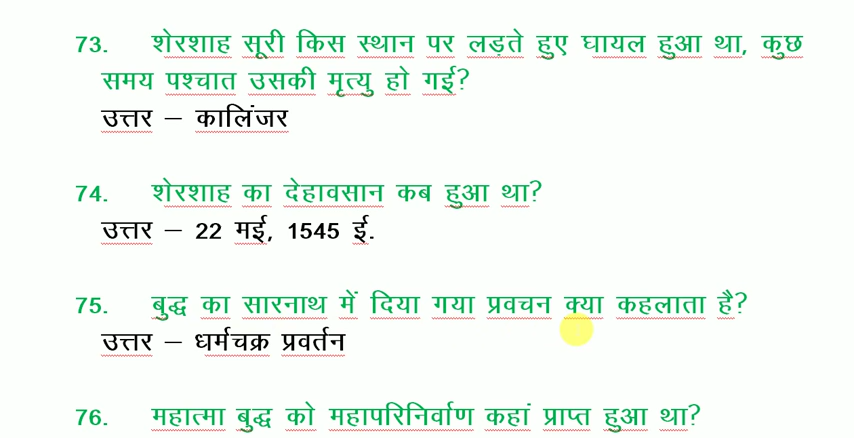 73. शेरशाह सूरी किस स्थान पर लड़ते हुए घायल हुआ था, कुछ
समय पश्चात उसकी मृत्यु हो गई?
उत्तर – कालिंजर
74. शेरशाह का देहावसान कब हुआ था?
उत्तर – 22 मई, 1545 ई.
75. बुद्ध का सारनाथ में दिया गया प्रवचन क्या कहलाता है?
उत्तर – धर्मचक्र प्रवर्तन
76. महात्मा बुद्ध को महापरिनिर्वाण कहां प्राप्त हुआ था?